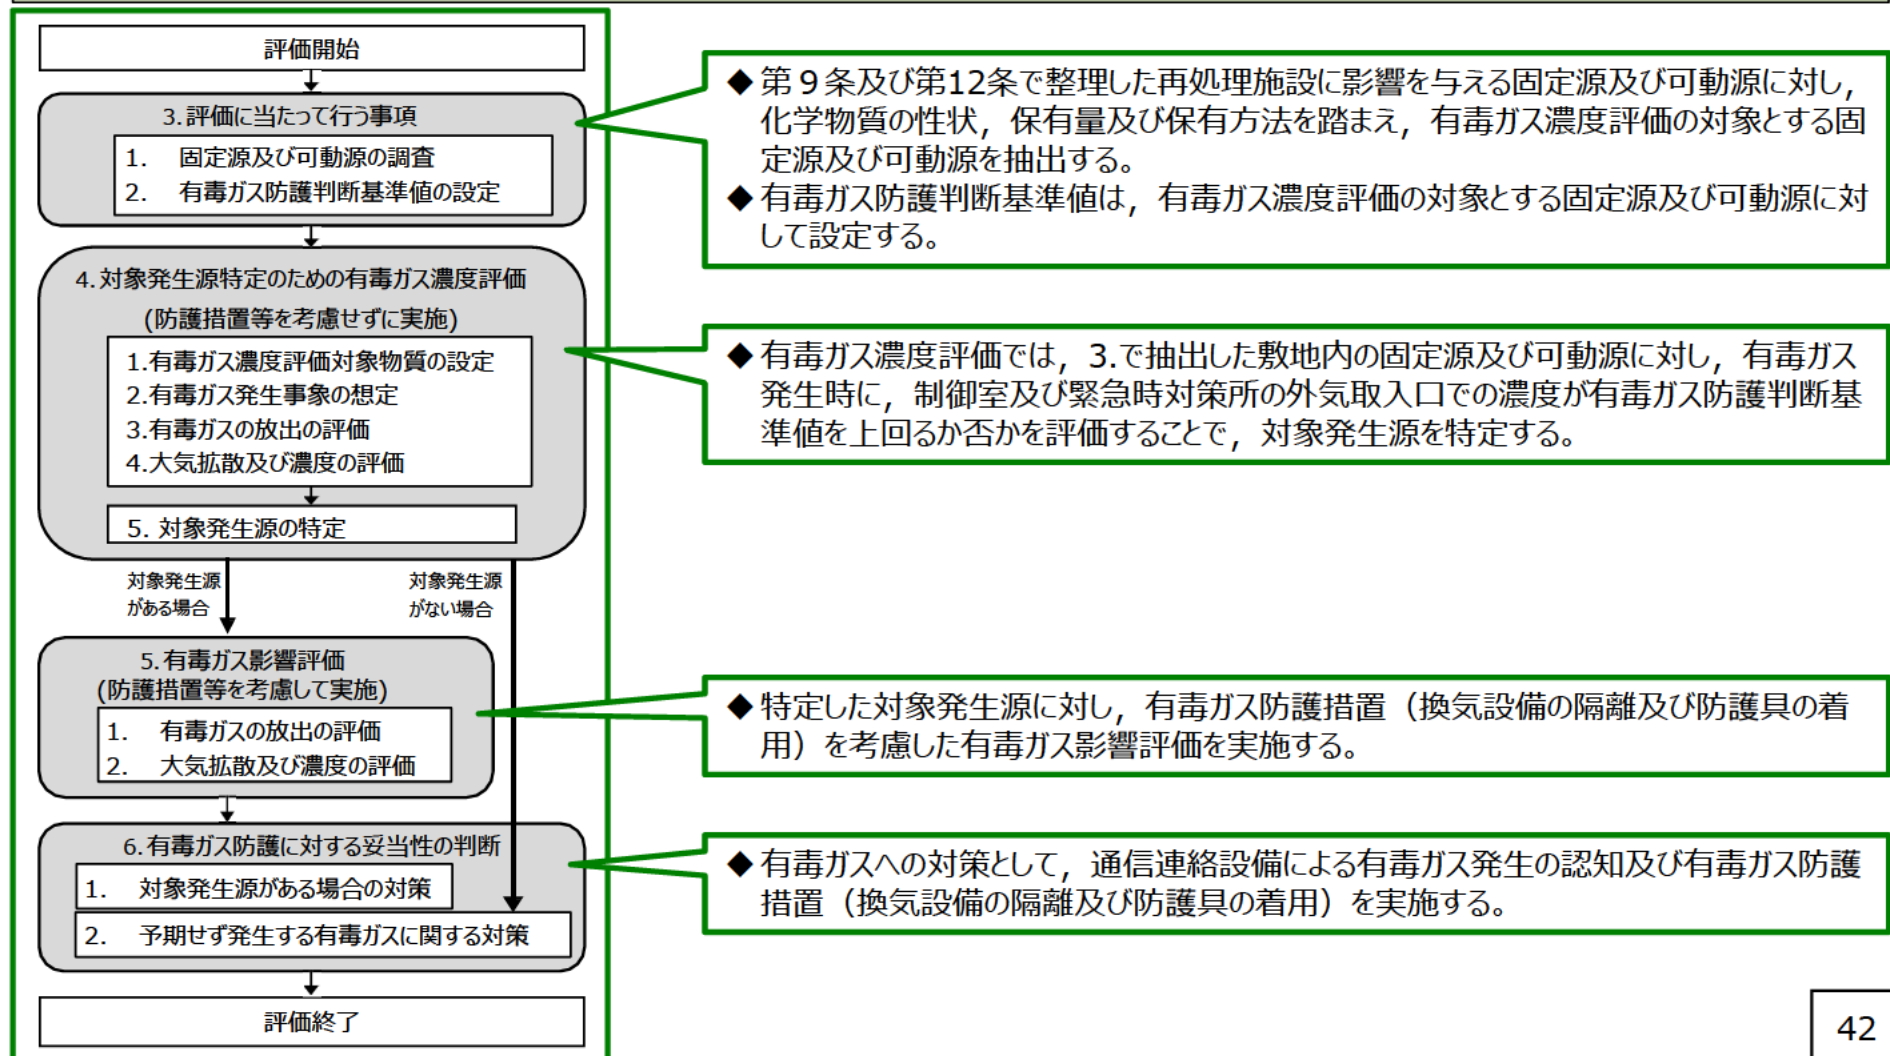 評価開始
3.評価に当たって行う事項
1. 固定源及び可動源の調査
2. 有毒ガス防護判断基準値の設定
4.対象発生源特定のための有毒ガス濃度評価
(防護措置等を考慮せずに実施)
1.有毒ガス濃度評価対象物質の設定
2.有毒ガス発生事象の想定
3.有毒ガスの放出の評価
4.大気拡散及び濃度の評価
5. 対象発生源の特定
対象発生源
がある場合
対象発生源
がない場合
5.有毒ガス影響評価
(防護措置等を考慮して実施)
1. 有毒ガスの放出の評価
2. 大気拡散及び濃度の評価
6.有毒ガス防護に対する妥当性の判断
1. 対象発生源がある場合の対策
2. 予期せず発生する有毒ガスに関する対策
評価終了
◆ 第９条及び第12条で整理した再処理施設に影響を与える固定源及び可動源に対し，
化学物質の性状，保有量及び保有方法を踏まえ，有毒ガス濃度評価の対象とする固
定源及び可動源を抽出する。
◆ 有毒ガス防護判断基準値は，有毒ガス濃度評価の対象とする固定源及び可動源に対
して設定する。
◆ 有毒ガス濃度評価では，3.で抽出した敷地内の固定源及び可動源に対し，有毒ガス
発生時に，制御室及び緊急時対策所の外気取入口での濃度が有毒ガス防護判断基
準値を上回るか否かを評価することで，対象発生源を特定する。
◆ 特定した対象発生源に対し，有毒ガス防護措置（換気設備の隔離及び防護具の着
用）を考慮した有毒ガス影響評価を実施する。
◆ 有毒ガスへの対策として，通信連絡設備による有毒ガス発生の認知及び有毒ガス防護
措置（換気設備の隔離及び防護具の着用）を実施する。
42